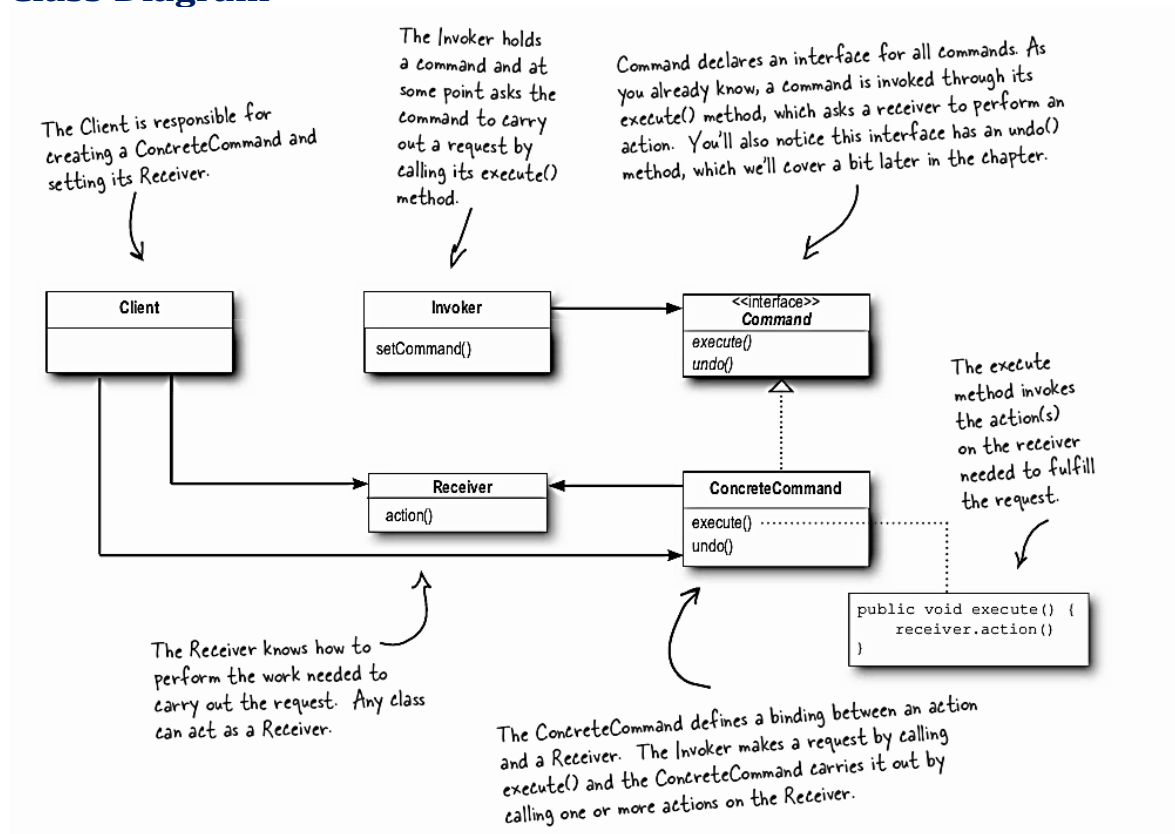 Class Diagram
The Client is responsible for
creating a ConcreteCommand and
setting its Receiver.
The Invoker holds
a command and at
some point asks the
command to carry
out a request by
calling its execute()
method.
Command declares an interface for all commands. As
you already know, a command is invoked through its
execute() method, which asks a receiver to perform an
action. You'll also notice this interface has an undo()
method, which we'll cover a bit later in the chapter.
Client
Invoker
setCommand()
<<interface>>
Command
execute()
undo()
The execute
method invokes
the action(s)
on the receiver
needed to fulfill
the request.
Receiver
action()
ConcreteCommand
execute()
undo()
public void execute() {
receiver.action()
}
The Receiver knows how to
perform the work needed to
carry out the request. Any class
can act as a Receiver.
The ConcreteCommand defines a binding between an action
and a Receiver. The Invoker makes a request by calling
execute() and the ConcreteCommand carries it out by
calling one or more actions on the Receiver.